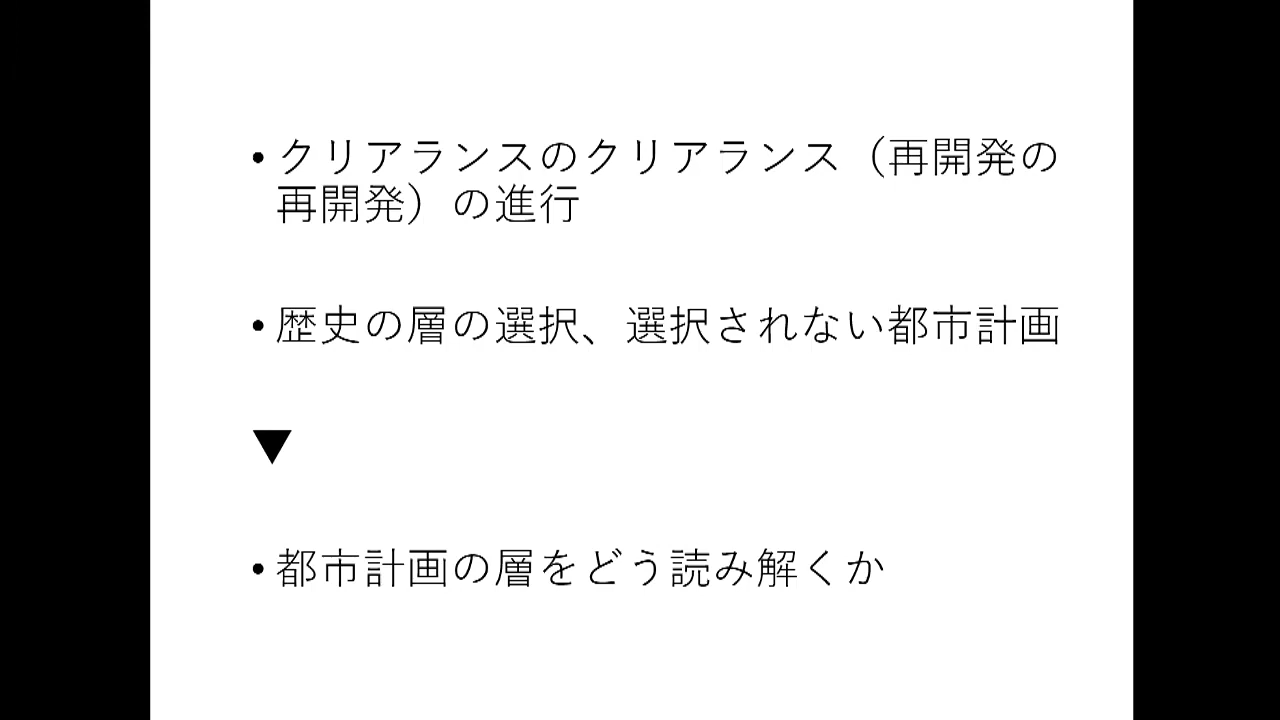 • クリアランスのクリアランス（再開発の
再開発）の進行
• 歴史の層の選択、選択されない都市計画
▼
• 都市計画の層をどう読み解くか